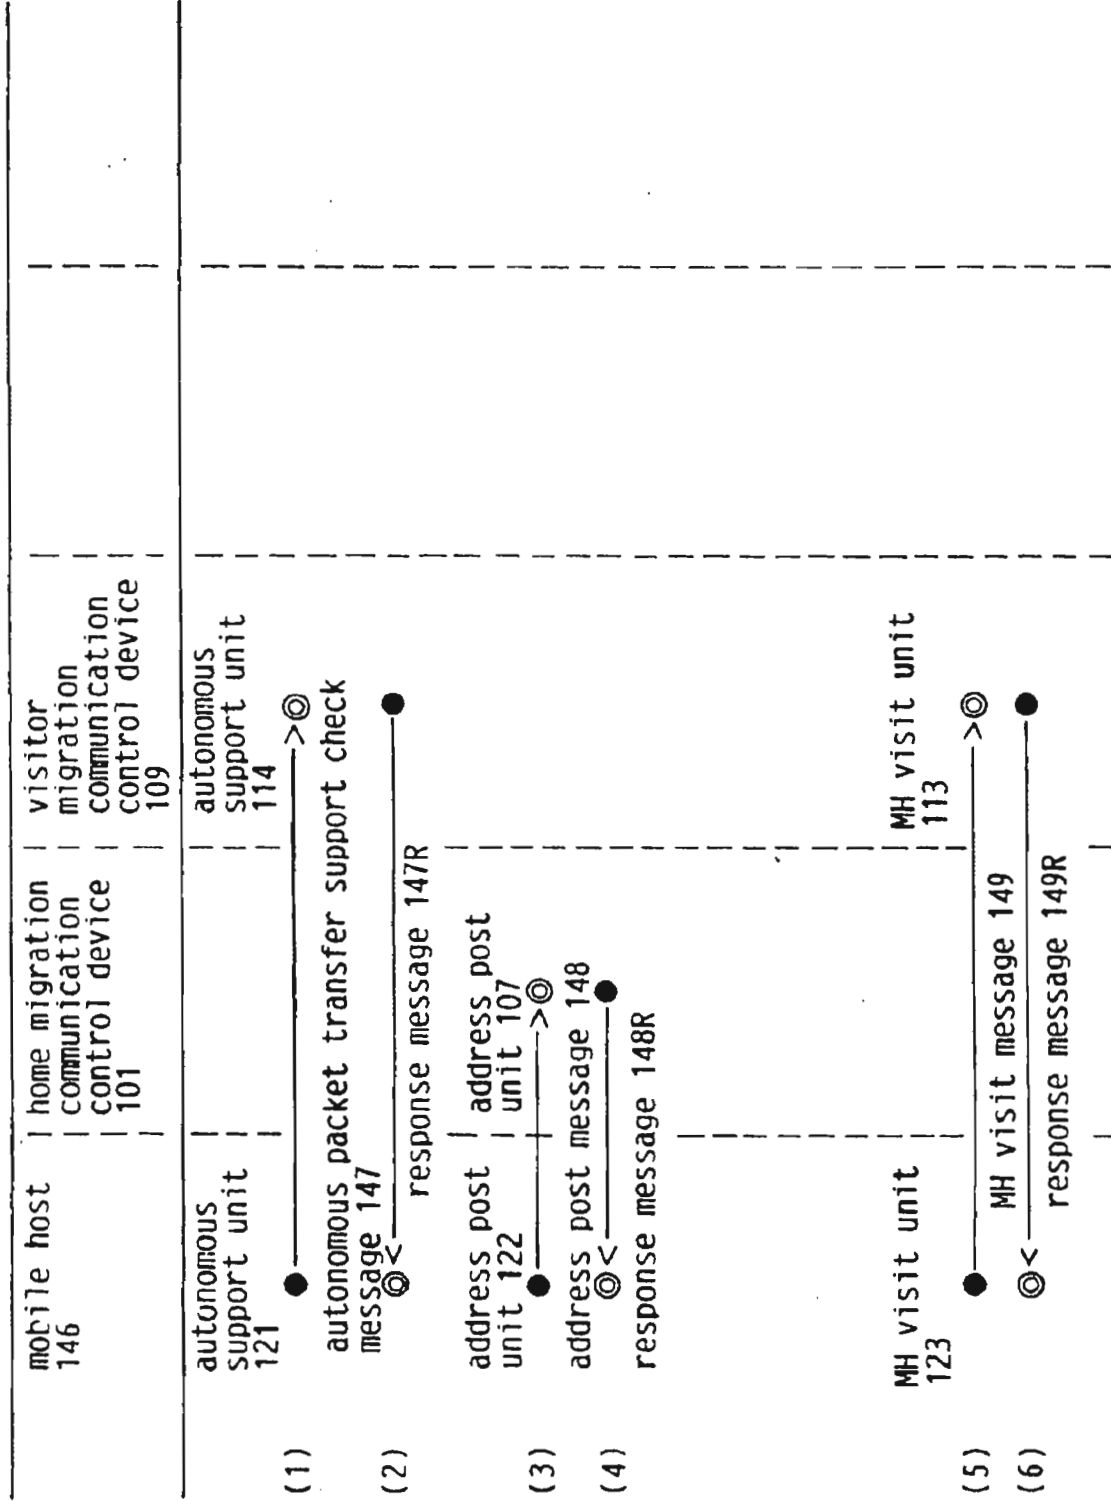 mobile host
146
home migration
communication
control device
101
visitor
migration
communication
control device
109
autonomous
support unit
121
autonomous
support unit
114
(1)
autonomous packet transfer support check
message 147
(2)
response message 147R
address post
unit 122
address post
unit 107
(3)
address post message 148
(4)
response message 148R
MH visit unit
123
MH visit unit
113
(5)
MH visit message 149
(6)
response message 149R